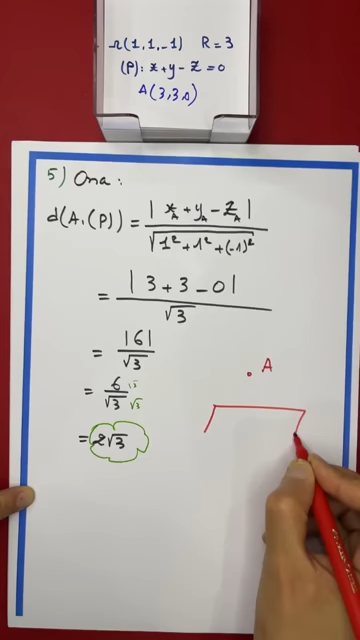 Ω(1,1,-1) R=3
(P): x+y-z=0
A(3,3,0)
5) On a:
d(A,(P)) = |x_A + y_A - z_A| / √(1² + 1² + (-1)²)
= |3+3-0| / √3
= |6| / √3
= 6/√3 √3/√3
= 2√3
A